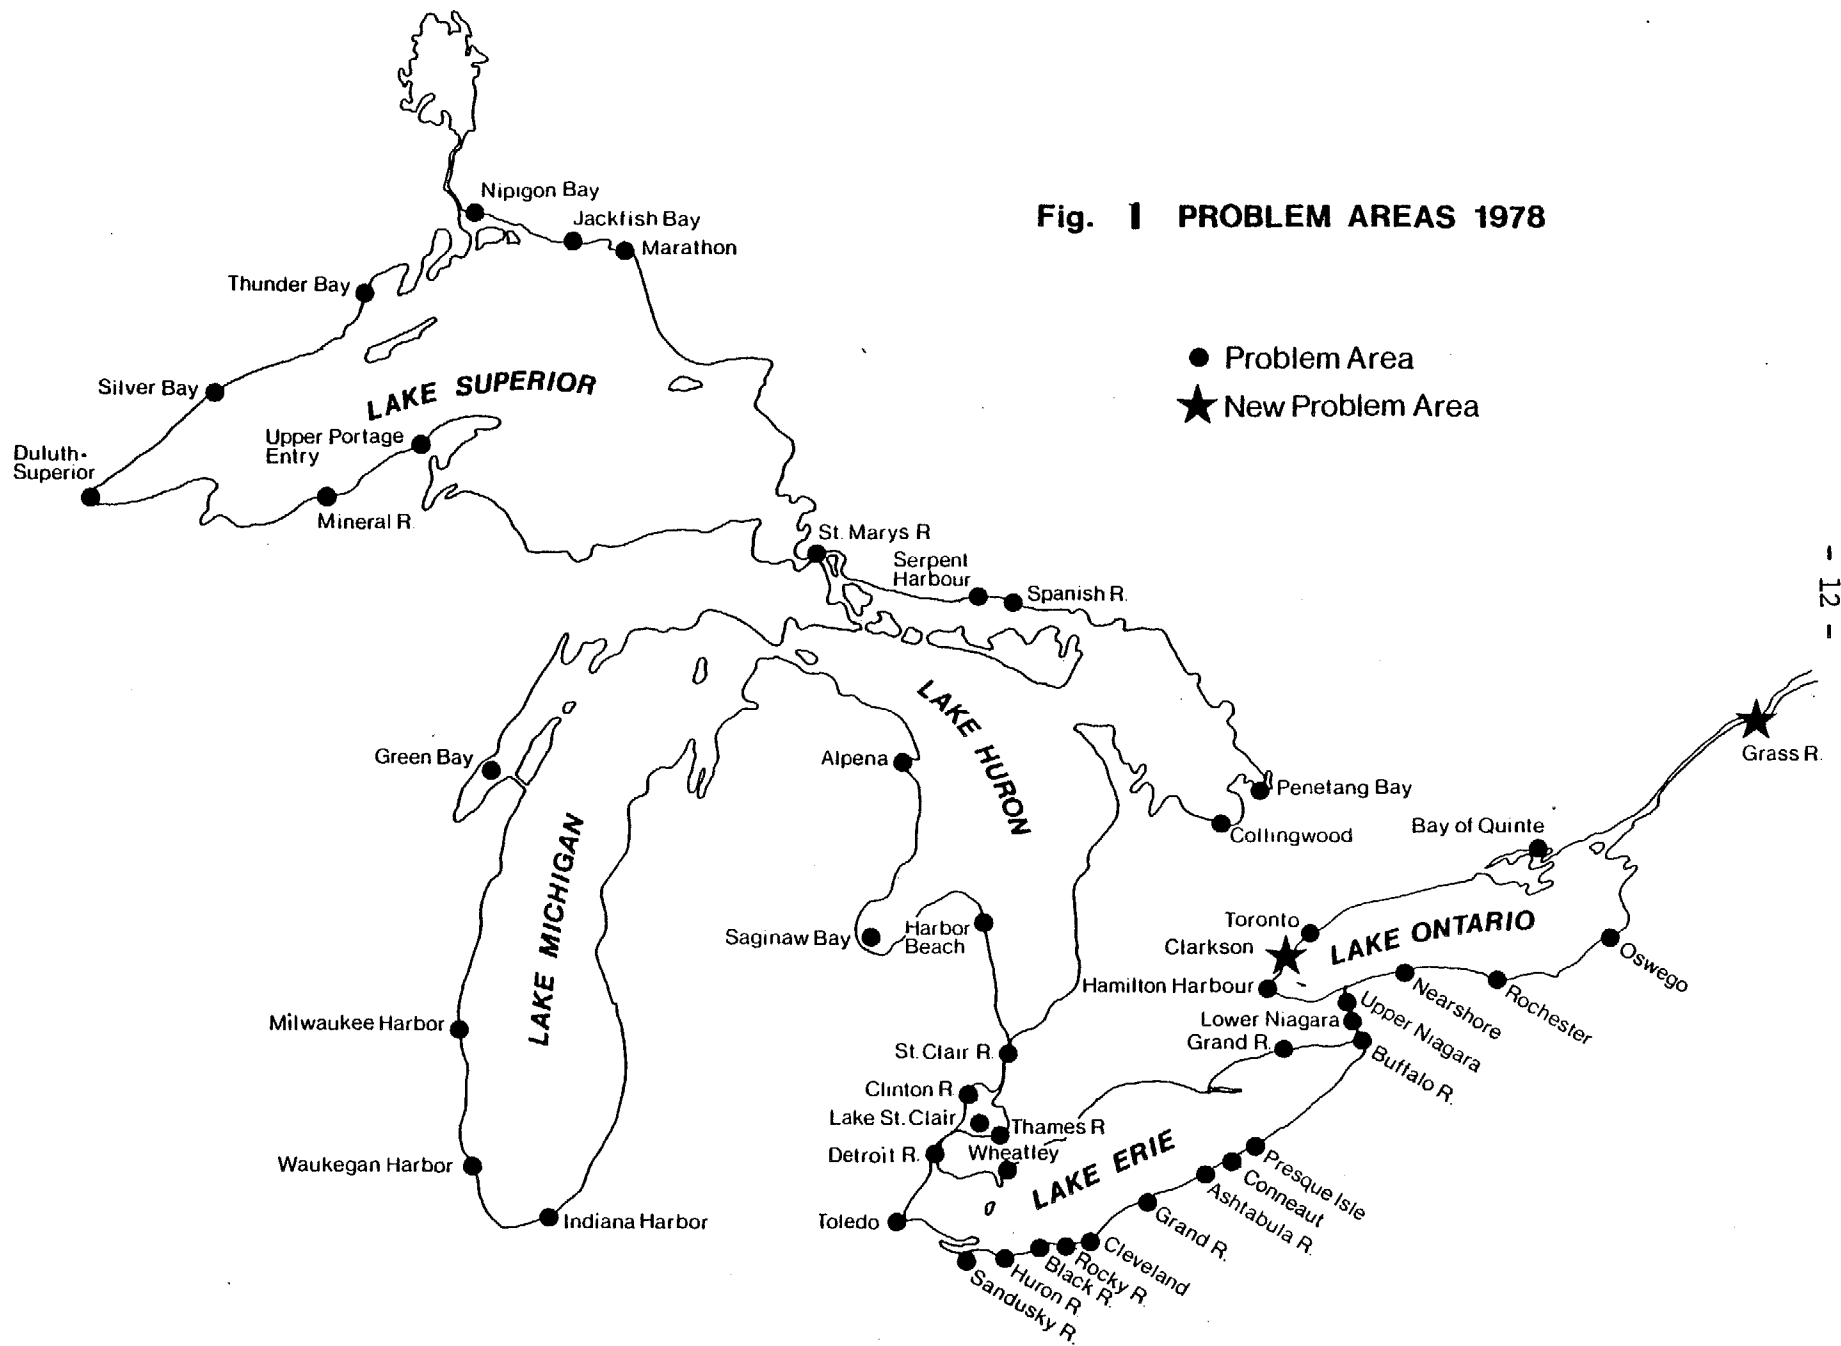 Fig. 1 PROBLEM AREAS 1978
Problem Area
New Problem Area
Nipigon Bay
Jackfish Bay
Marathon
Thunder Bay
Silver Bay
LAKE SUPERIOR
Upper Portage
Entry
Duluth-
Superior
Mineral R.
St. Marys R
Serpent
Harbour
Spanish R.
- 12 -
LAKE HURON
Grass R.
Green Bay
Alpena
Penetang Bay
Collingwood
Bay of Quinte
LAKE MICHIGAN
Saginaw Bay
Harbor
Beach
Toronto
Clarkson
LAKE ONTARIO
Hamilton Harbour
Oswego
Rochester
Nearshore
Upper Niagara
Lower Niagara
Grand R.
Buffalo R.
Milwaukee Harbor
St. Clair R.
Clinton R
Lake St. Clair
Thames R
Detroit R.
Wheatley
LAKE ERIE
Waukegan Harbor
Indiana Harbor
Toledo
Presque Isle
Conneaut
Ashtabula R.
Grand R.
Cleveland
Rocky R.
Black R.
Huron R
Sandusky R.